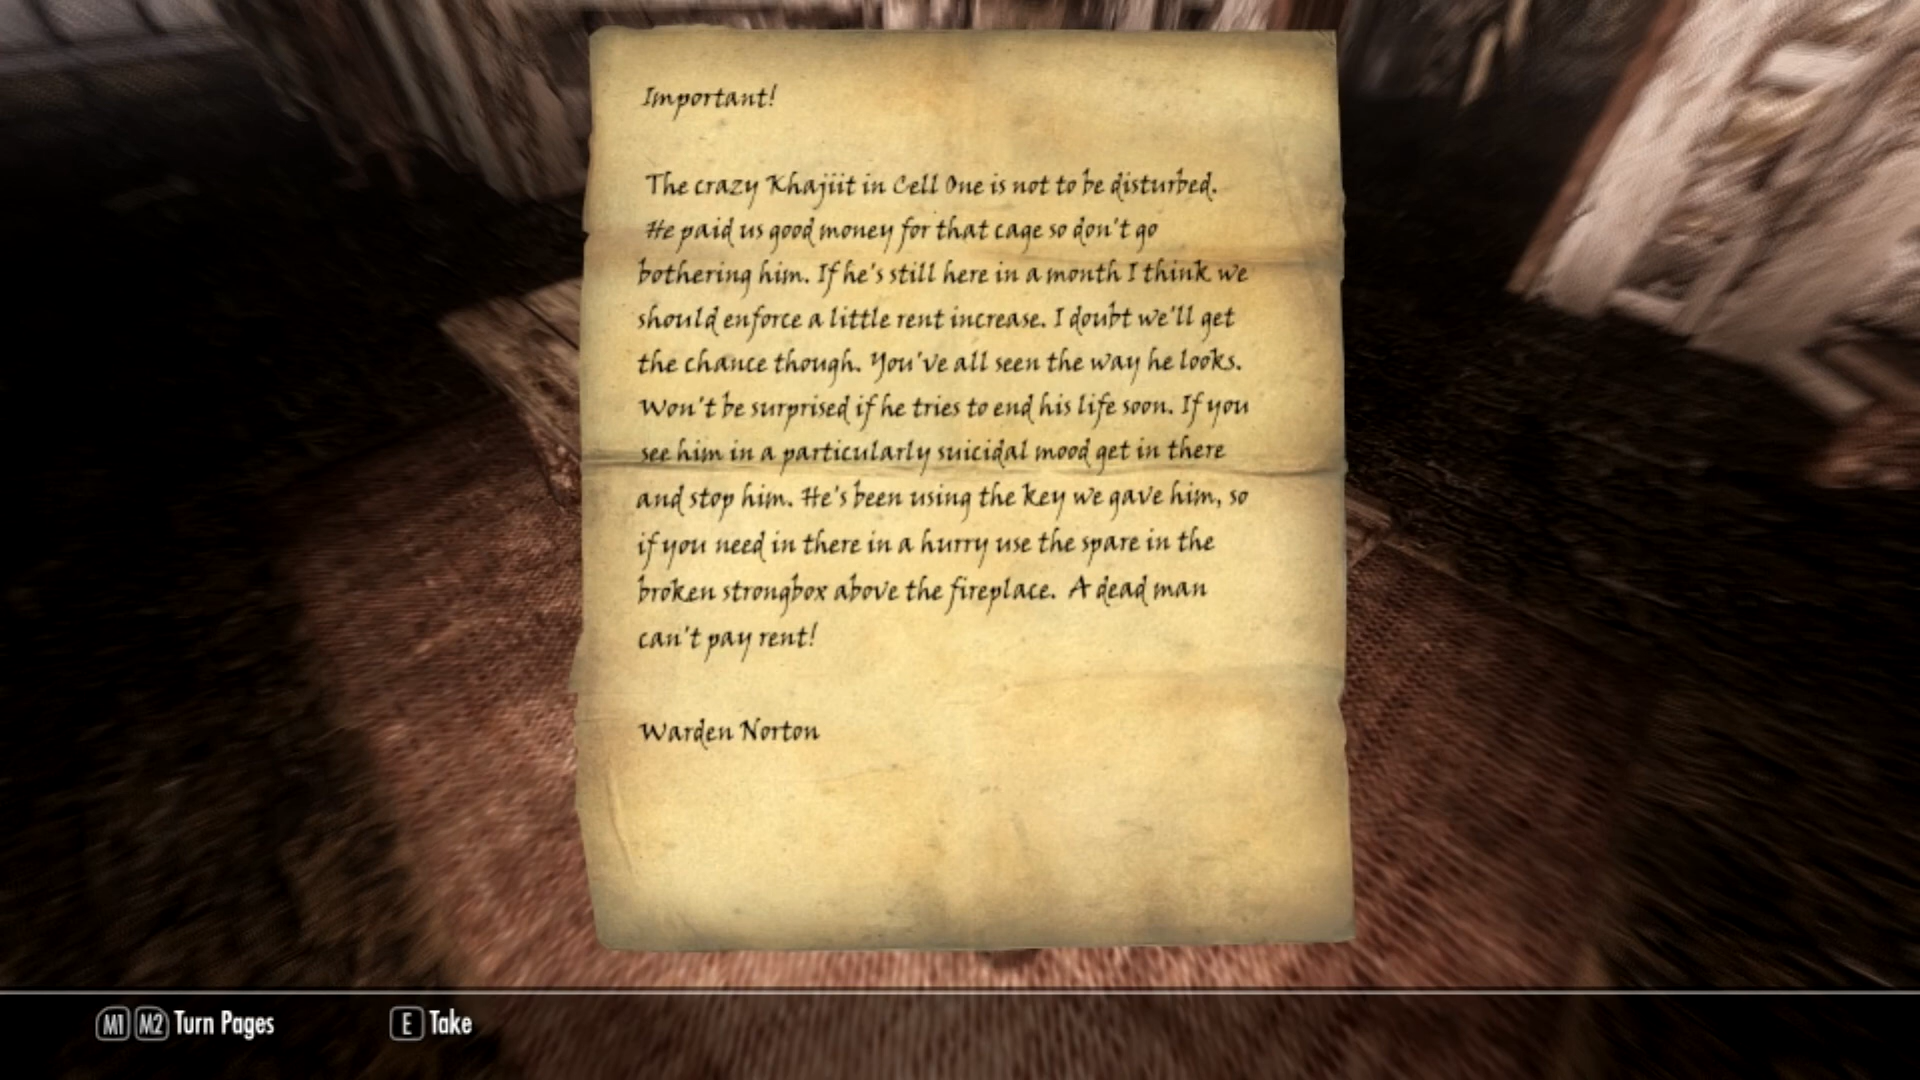 Important!
The crazy Khajiit in Cell One is not to be disturbed.
He paid us good money for that cage so don't go
bothering him. If he's still here in a month I think we
should enforce a little rent increase. I doubt we'll get
the chance though. You've all seen the way he looks.
Won't be surprised if he tries to end his life soon. If you
see him in a particularly suicidal mood get in there
and stop him. He's been using the key we gave him, so
if you need in there in a hurry use the spare in the
broken strongbox above the fireplace. A dead man
can't pay rent!
Warden Norton
M1 M2 Turn Pages E Take